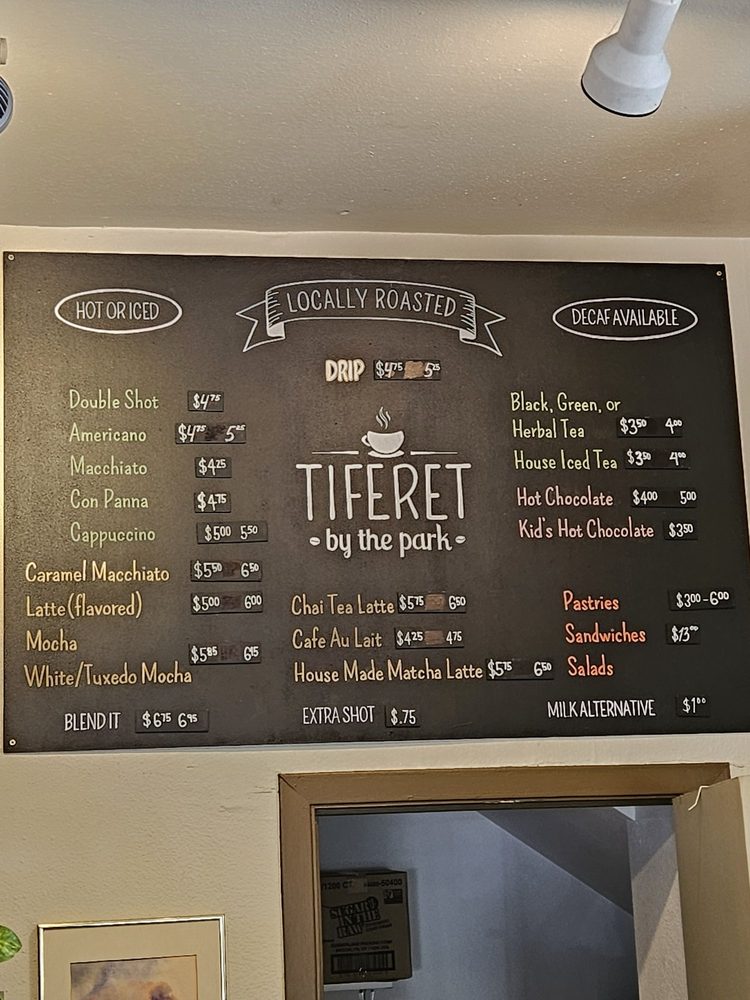 HOT OR ICED
LOCALLY ROASTED
DECAF AVAILABLE
DRIP $4.75 5.25
Double Shot $4.75
Americano $4.75 5.25
Macchiato $4.25
Con Panna $4.75
Cappuccino $5.00 5.50
Caramel Macchiato $5.50 6.50
Latte (flavored) $5.00 6.00
Mocha
$5.85 6.95
White/Tuxedo Mocha
BLEND IT $6.75 6.95
TIFERET
by the park
Chai Tea Latte $5.75 6.50
Cafe Au Lait $4.25 4.75
House Made Matcha Latte $5.75 6.50
EXTRA SHOT $.75
Black, Green, or
Herbal Tea $3.50 4.00
House Iced Tea $3.50 4.00
Hot Chocolate $4.00 5.00
Kid's Hot Chocolate $3.50
Pastries $3.00-6.00
Sandwiches $13.00
Salads
MILK ALTERNATIVE $1.00
SUGAR
IN THE
RAW